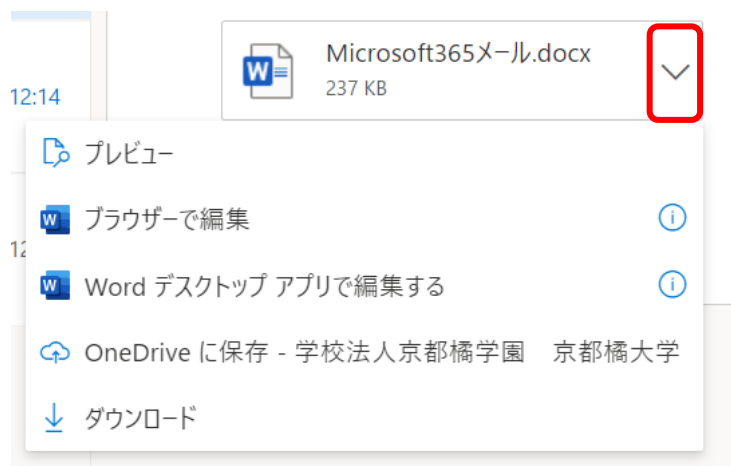 Microsoft365メール.docx
237 KB
12:14
プレビュー
ブラウザーで編集
12
Word デスクトップ アプリで編集する
OneDrive に保存 - 学校法人京都橘学園　京都橘大学
ダウンロード